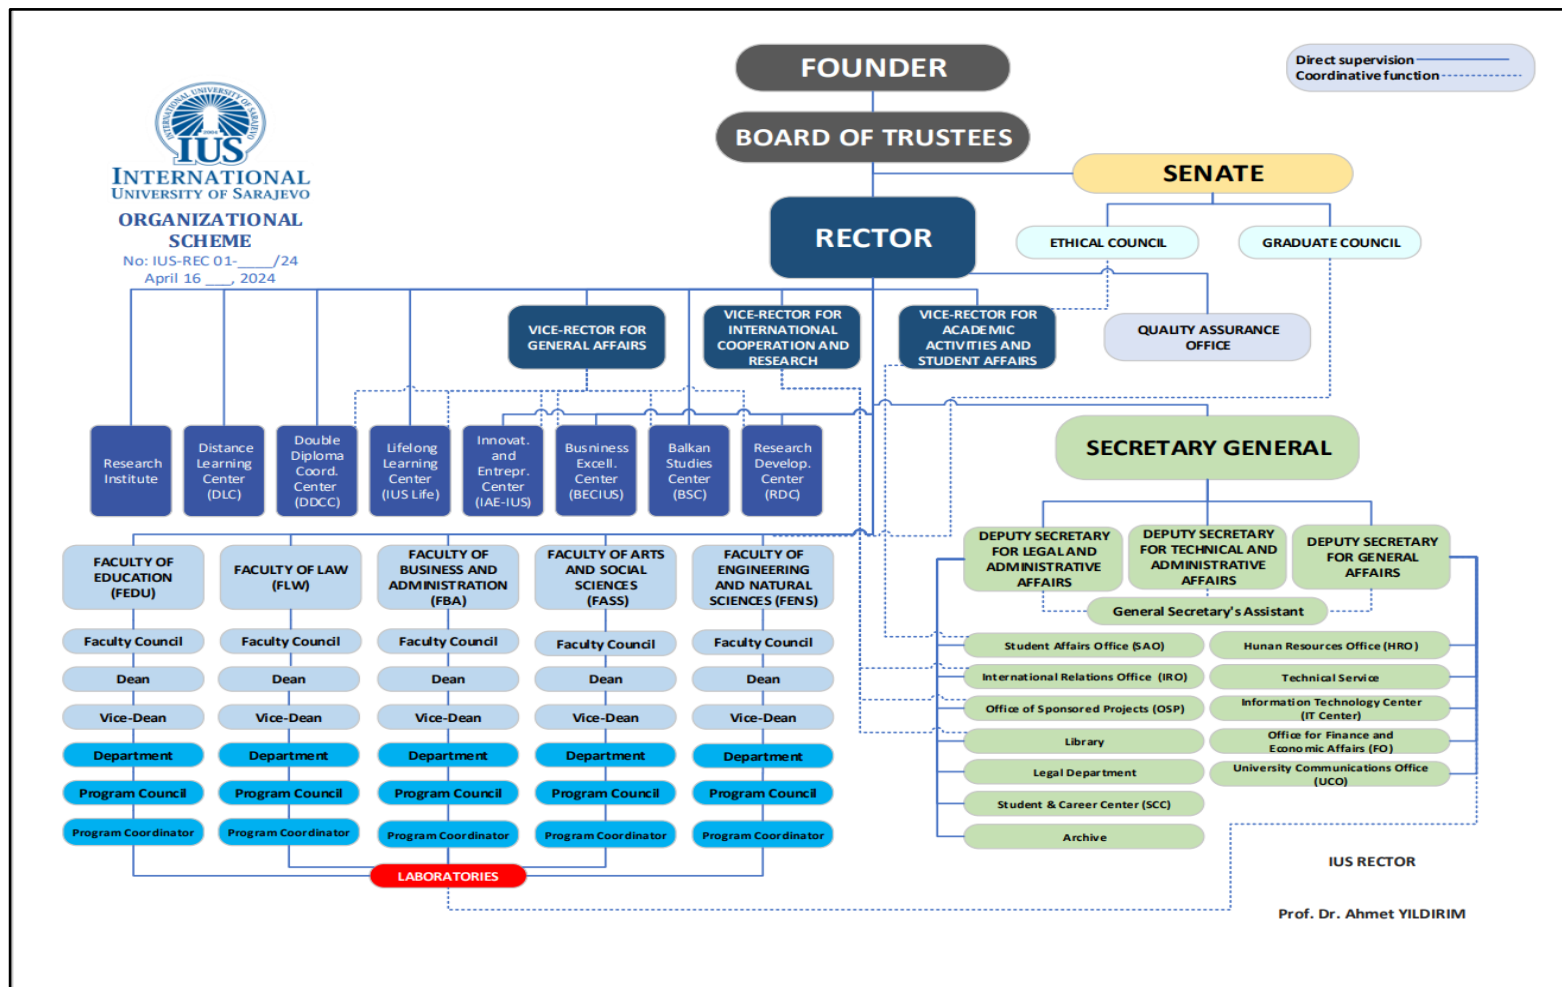 FOUNDER
Direct supervision
Coordinative function
INTERNATIONAL UNIVERSITY OF SARAJEVO
2004
IUS
INTERNATIONAL
UNIVERSITY OF SARAJEVO
ORGANIZATIONAL
SCHEME
No: IUS-REC 01-____/24
April 16 ___, 2024
BOARD OF TRUSTEES
SENATE
RECTOR
ETHICAL COUNCIL
GRADUATE COUNCIL
VICE-RECTOR FOR
GENERAL AFFAIRS
VICE-RECTOR FOR
INTERNATIONAL
COOPERATION AND
RESEARCH
VICE-RECTOR FOR
ACADEMIC
ACTIVITIES AND
STUDENT AFFAIRS
QUALITY ASSURANCE
OFFICE
Research
Institute
Distance
Learning
Center
(DLC)
Double
Diploma
Coord.
Center
(DDCC)
Lifelong
Learning
Center
(IUS Life)
Innovat.
and
Entrepr.
Center
(IAE-IUS)
Busniness
Excell.
Center
(BECIUS)
Balkan
Studies
Center
(BSC)
Research
Develop.
Center
(RDC)
SECRETARY GENERAL
FACULTY OF
EDUCATION
(FEDU)
FACULTY OF LAW
(FLW)
FACULTY OF
BUSINESS AND
ADMINISTRATION
(FBA)
FACULTY OF ARTS
AND SOCIAL
SCIENCES
(FASS)
FACULTY OF
ENGINEERING
AND NATURAL
SCIENCES (FENS)
DEPUTY SECRETARY
FOR LEGAL AND
ADMINISTRATIVE
AFFAIRS
DEPUTY SECRETARY
FOR TECHNICAL AND
ADMINISTRATIVE
AFFAIRS
DEPUTY SECRETARY
FOR GENERAL
AFFAIRS
General Secretary's Assistant
Faculty Council
Faculty Council
Faculty Council
Faculty Council
Faculty Council
Dean
Dean
Dean
Dean
Dean
Vice-Dean
Vice-Dean
Vice-Dean
Vice-Dean
Vice-Dean
Department
Department
Department
Department
Department
Program Council
Program Council
Program Council
Program Council
Program Council
Program Coordinator
Program Coordinator
Program Coordinator
Program Coordinator
Program Coordinator
LABORATORIES
Student Affairs Office (SAO)
International Relations Office (IRO)
Office of Sponsored Projects (OSP)
Library
Legal Department
Student & Career Center (SCC)
Archive
Hunan Resources Office (HRO)
Technical Service
Information Technology Center
(IT Center)
Office for Finance and
Economic Affairs (FO)
University Communications Office
(UCO)
IUS RECTOR
Prof. Dr. Ahmet YILDIRIM